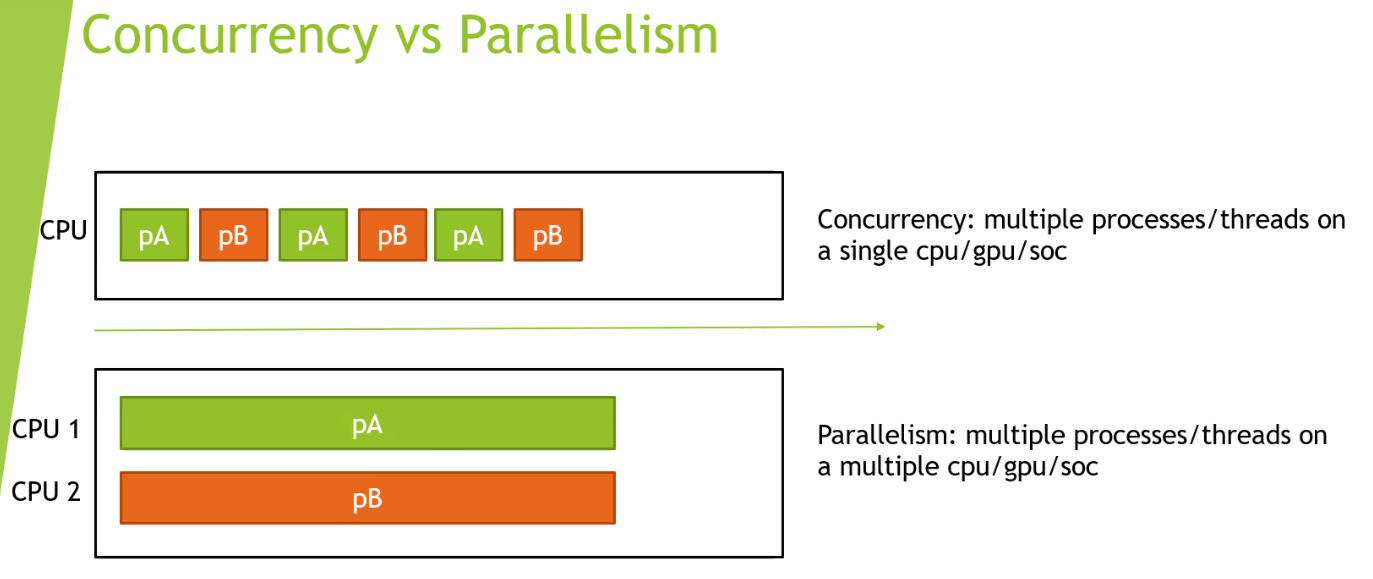 Concurrency vs Parallelism
CPU
pA
pB
pA
pB
pA
pB
Concurrency: multiple processes/threads on
a single cpu/gpu/soc
CPU 1
pA
CPU 2
pB
Parallelism: multiple processes/threads on
a multiple cpu/gpu/soc